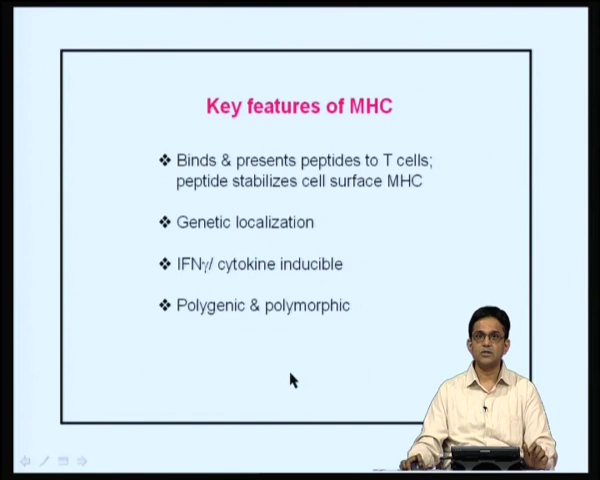 Key features of MHC
❖ Binds & presents peptides to T cells;
peptide stabilizes cell surface MHC
❖ Genetic localization
❖ IFNγ/ cytokine inducible
❖ Polygenic & polymorphic